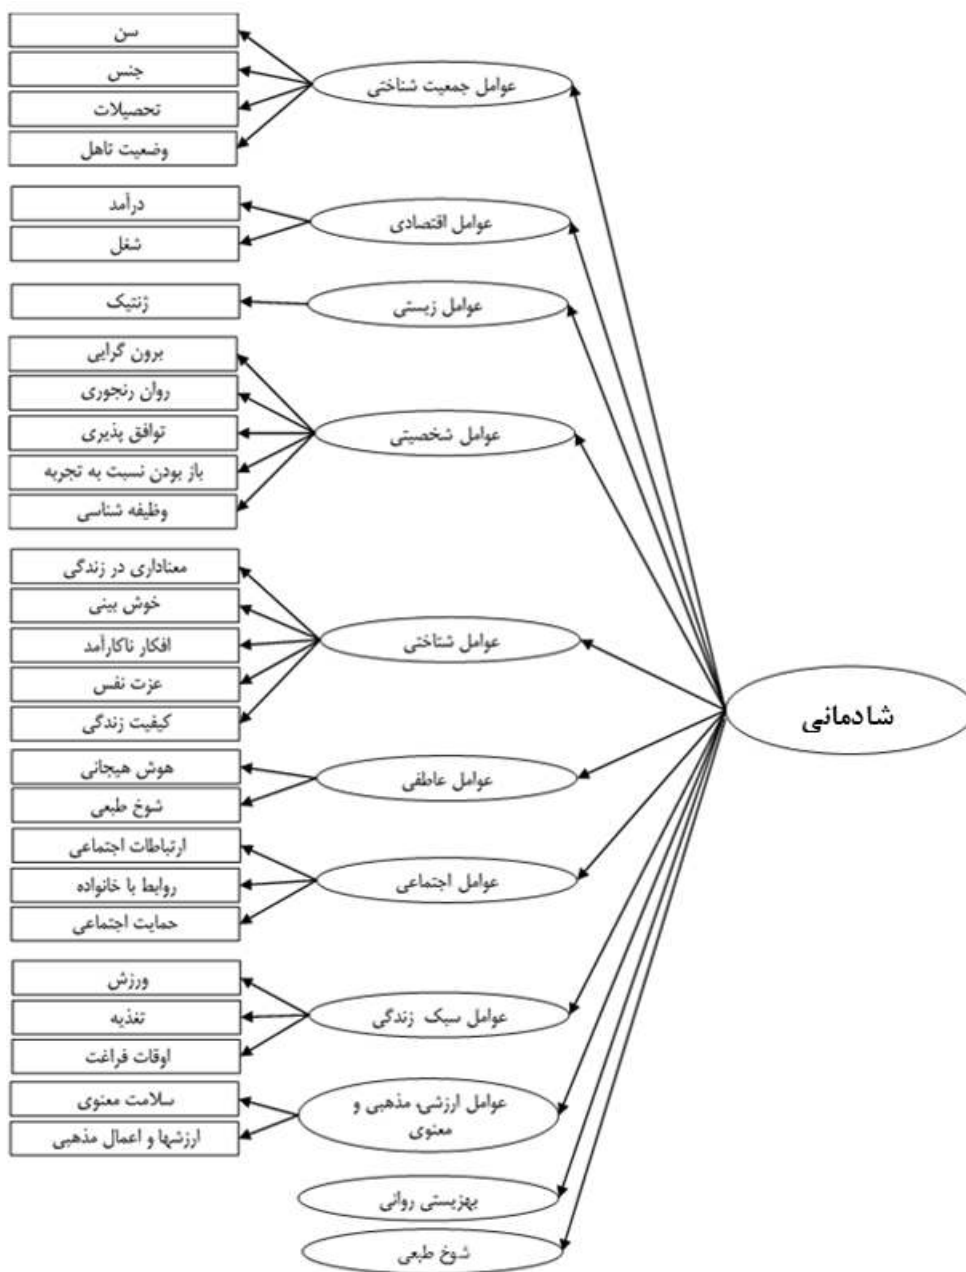 شادمانی
عوامل جمعیت شناختی
سن
جنس
تحصیلات
وضعیت تاهل
عوامل اقتصادی
درآمد
شغل
عوامل زیستی
ژنتیک
عوامل شخصیتی
برون گرایی
روان رنجوری
توافق پذیری
باز بودن نسبت به تجربه
وظیفه شناسی
عوامل شناختی
معناداری در زندگی
خوش بینی
افکار ناکارآمد
عزت نفس
کیفیت زندگی
عوامل عاطفی
هوش هیجانی
شوخ طبعی
عوامل اجتماعی
ارتباطات اجتماعی
روابط با خانواده
حمایت اجتماعی
عوامل سبک زندگی
ورزش
تغذیه
اوقات فراغت
عوامل ارزشی، مذهبی و
معنوی
سلامت معنوی
ارزشها و اعمال مذهبی
بهزیستی روانی
شوخ طبعی